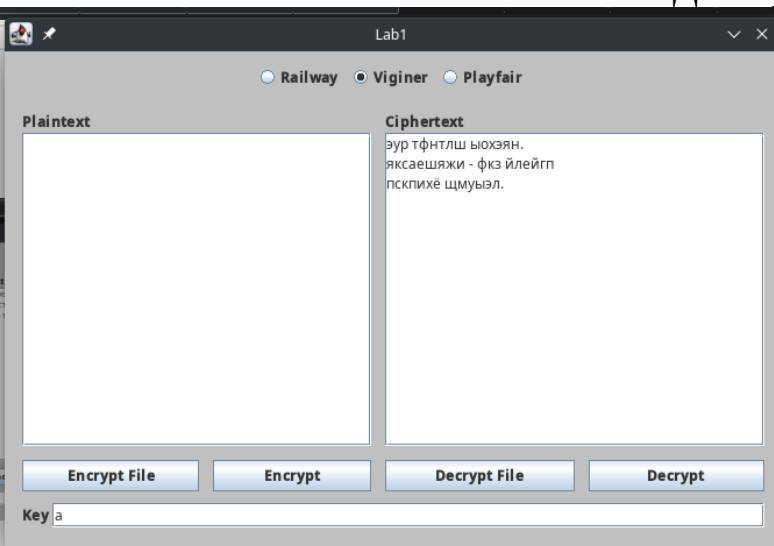 Lab1
Railway Viginer Playfair
Plaintext Ciphertext
эур тфнтлш ыохэян.
яксаешяжи - фкз йлейгп
пскпихё щмуыэл.
Encrypt File Encrypt Decrypt File Decrypt
Key а